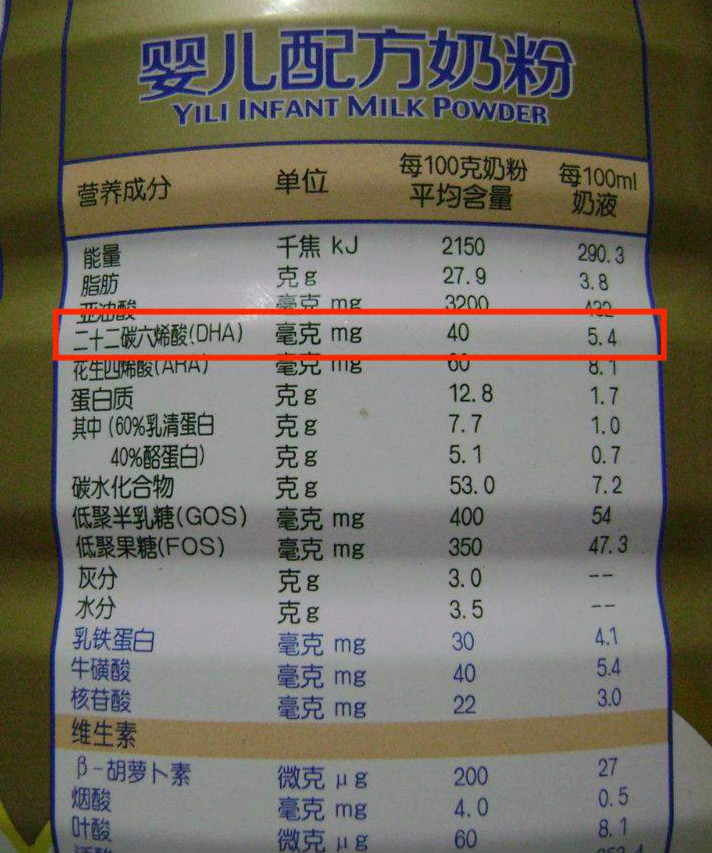 婴儿配方奶粉
YILI INFANT MILK POWDER
营养成分 单位 每100克奶粉平均含量 每100ml奶液
能量 千焦 kJ 2150 290.3
脂肪 克 g 27.9 3.8
亚油酸 毫克 mg 3200 432
二十二碳六烯酸(DHA) 毫克 mg 40 5.4
花生四烯酸(ARA) 毫克 mg 60 8.1
蛋白质 克 g 12.8 1.7
其中(60%乳清蛋白 克 g 7.7 1.0
40%酪蛋白) 克 g 5.1 0.7
碳水化合物 克 g 53.0 7.2
低聚半乳糖(GOS) 毫克 mg 400 54
低聚果糖(FOS) 毫克 mg 350 47.3
灰分 克 g 3.0 --
水分 克 g 3.5 --
乳铁蛋白 毫克 mg 30 4.1
牛磺酸 毫克 mg 40 5.4
核苷酸 毫克 mg 22 3.0
维生素
β-胡萝卜素 微克 μg 200 27
烟酸 毫克 mg 4.0 0.5
叶酸 微克 μg 60 8.1